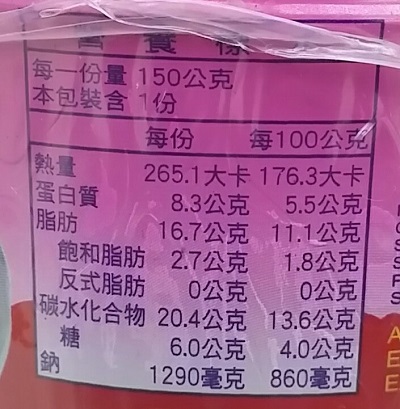 營養標
每一份量 150公克
本包裝含 1份
每份 每100公克
熱量 265.1大卡 176.3大卡
蛋白質 8.3公克 5.5公克
脂肪 16.7公克 11.1公克
飽和脂肪 2.7公克 1.8公克
反式脂肪 0公克 0公克
碳水化合物 20.4公克 13.6公克
糖 6.0公克 4.0公克
鈉 1290毫克 860毫克